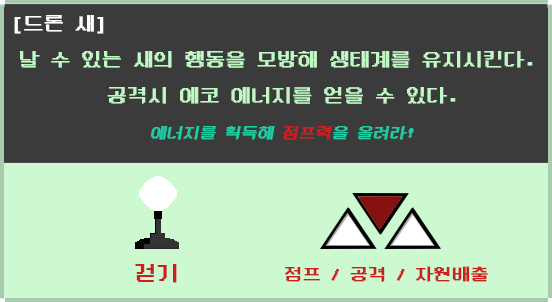 [드론 새]
날 수 있는 새의 행동을 모방해 생태계를 유지시킨다.
공격시 에코 에너지를 얻을 수 있다.
에너지를 획득해 점프력을 올려라!
걷기
점프 / 공격 / 자원배출